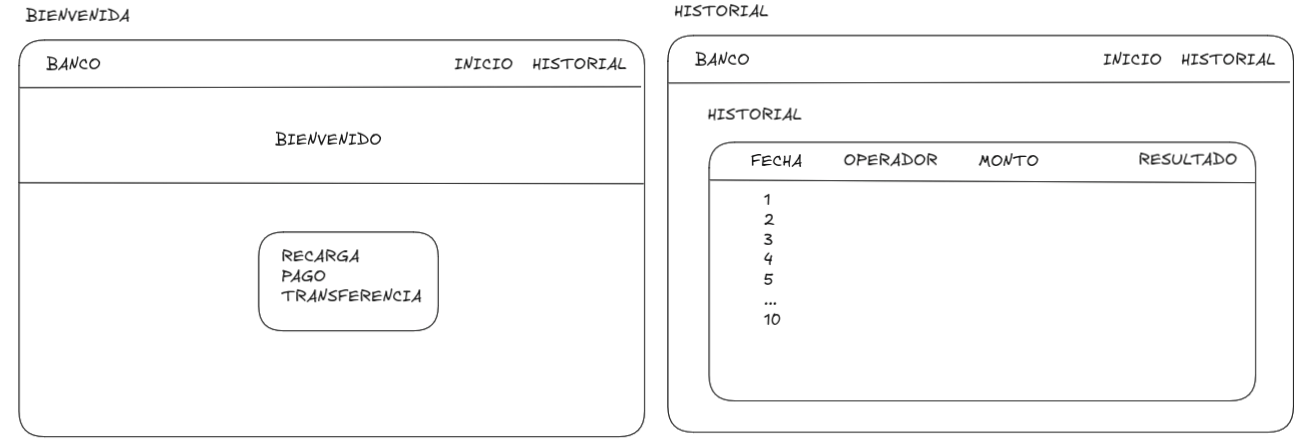 BIENVENIDA
BANCO INICIO HISTORIAL
BIENVENIDO
RECARGA
PAGO
TRANSFERENCIA
HISTORIAL
BANCO INICIO HISTORIAL
HISTORIAL
FECHA OPERADOR MONTO RESULTADO
1
2
3
4
5
...
10